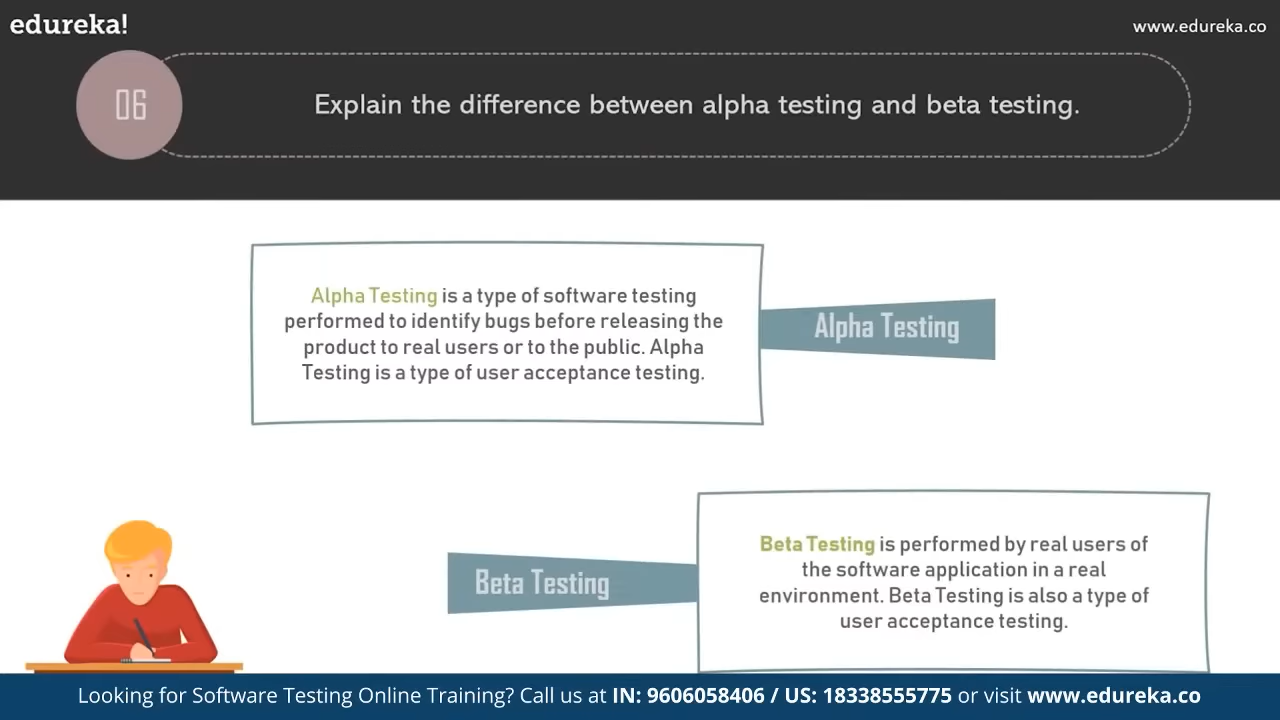 edureka!
www.edureka.co
06
Explain the difference between alpha testing and beta testing.
Alpha Testing is a type of software testing
performed to identify bugs before releasing the
product to real users or to the public. Alpha
Testing is a type of user acceptance testing.
Alpha Testing
Beta Testing
Beta Testing is performed by real users of
the software application in a real
environment. Beta Testing is also a type of
user acceptance testing.
Looking for Software Testing Online Training? Call us at IN: 9606058406 / US: 18338555775 or visit www.edureka.co